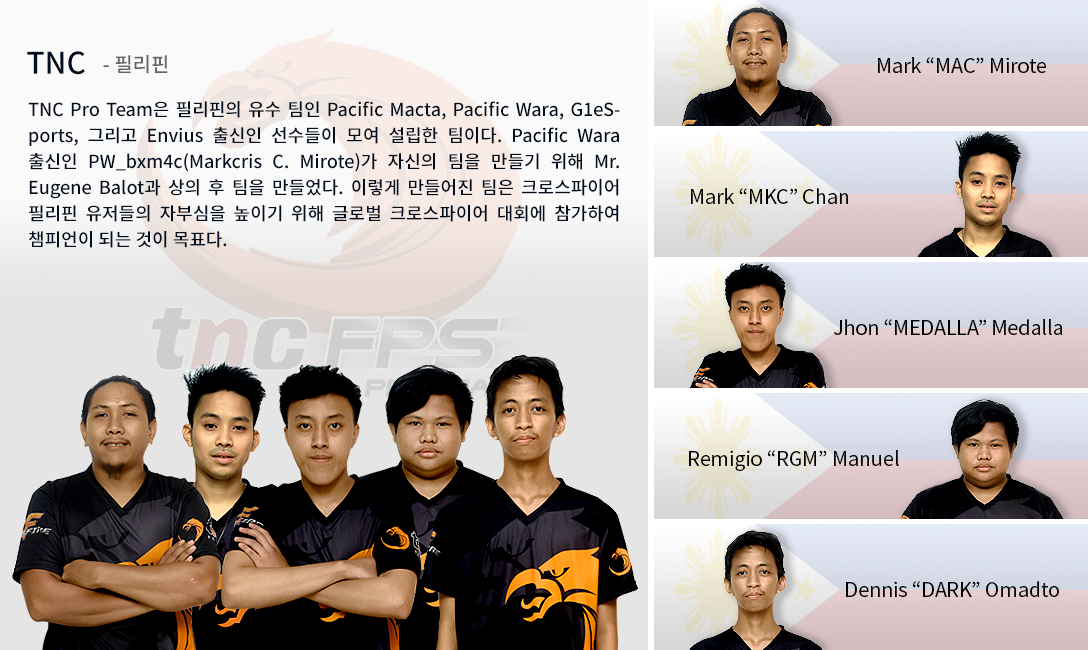 TNC - 필리핀
TNC Pro Team은 필리핀의 유수 팀인 Pacific Macta, Pacific Wara, G1eS-
ports, 그리고 Envius 출신인 선수들이 모여 설립한 팀이다. Pacific Wara
출신인 PW_bxm4c(Markcris C. Mirote)가 자신의 팀을 만들기 위해 Mr.
Eugene Balot과 상의 후 팀을 만들었다. 이렇게 만들어진 팀은 크로스파이어
필리핀 유저들의 자부심을 높이기 위해 글로벌 크로스파이어 대회에 참가하여
챔피언이 되는 것이 목표다.
tnc FPS
Mark “MAC” Mirote
Mark “MKC” Chan
Jhon “MEDALLA” Medalla
Remigio “RGM” Manuel
Dennis “DARK” Omadto